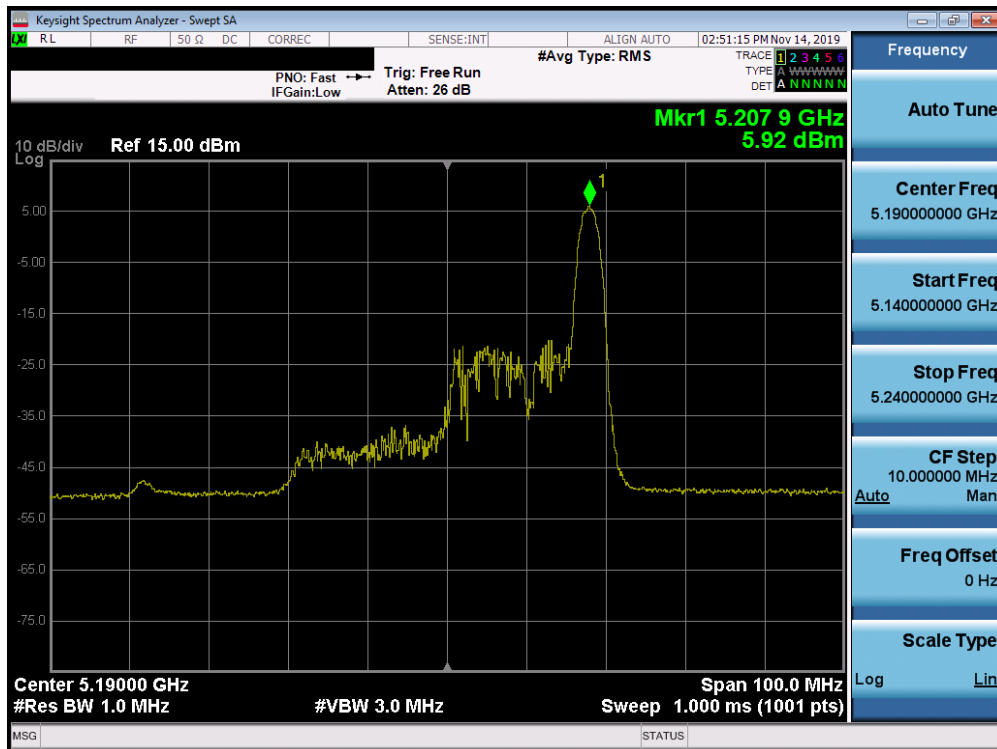 Keysight Spectrum Analyzer - Swept SA
LXI RL RF 50 Ω DC CORREC SENSE:INT ALIGN AUTO 02:51:15 PM Nov 14, 2019
#Avg Type: RMS
TRACE 1 2 3 4 5 6
PNO: Fast Trig: Free Run
TYPE A WWWWW
IFGain:Low Atten: 26 dB
DET A N N N N N
Mkr1 5.207 9 GHz
5.92 dBm
10 dB/div Ref 15.00 dBm
Log
1
5.00
-5.00
-15.0
-25.0
-35.0
-45.0
-55.0
-65.0
-75.0
Center 5.19000 GHz Span 100.0 MHz
#Res BW 1.0 MHz #VBW 3.0 MHz Sweep 1.000 ms (1001 pts)
MSG STATUS
Frequency
Auto Tune
Center Freq
5.190000000 GHz
Start Freq
5.140000000 GHz
Stop Freq
5.240000000 GHz
CF Step
10.000000 MHz
Auto Man
Freq Offset
0 Hz
Scale Type
Log Lin